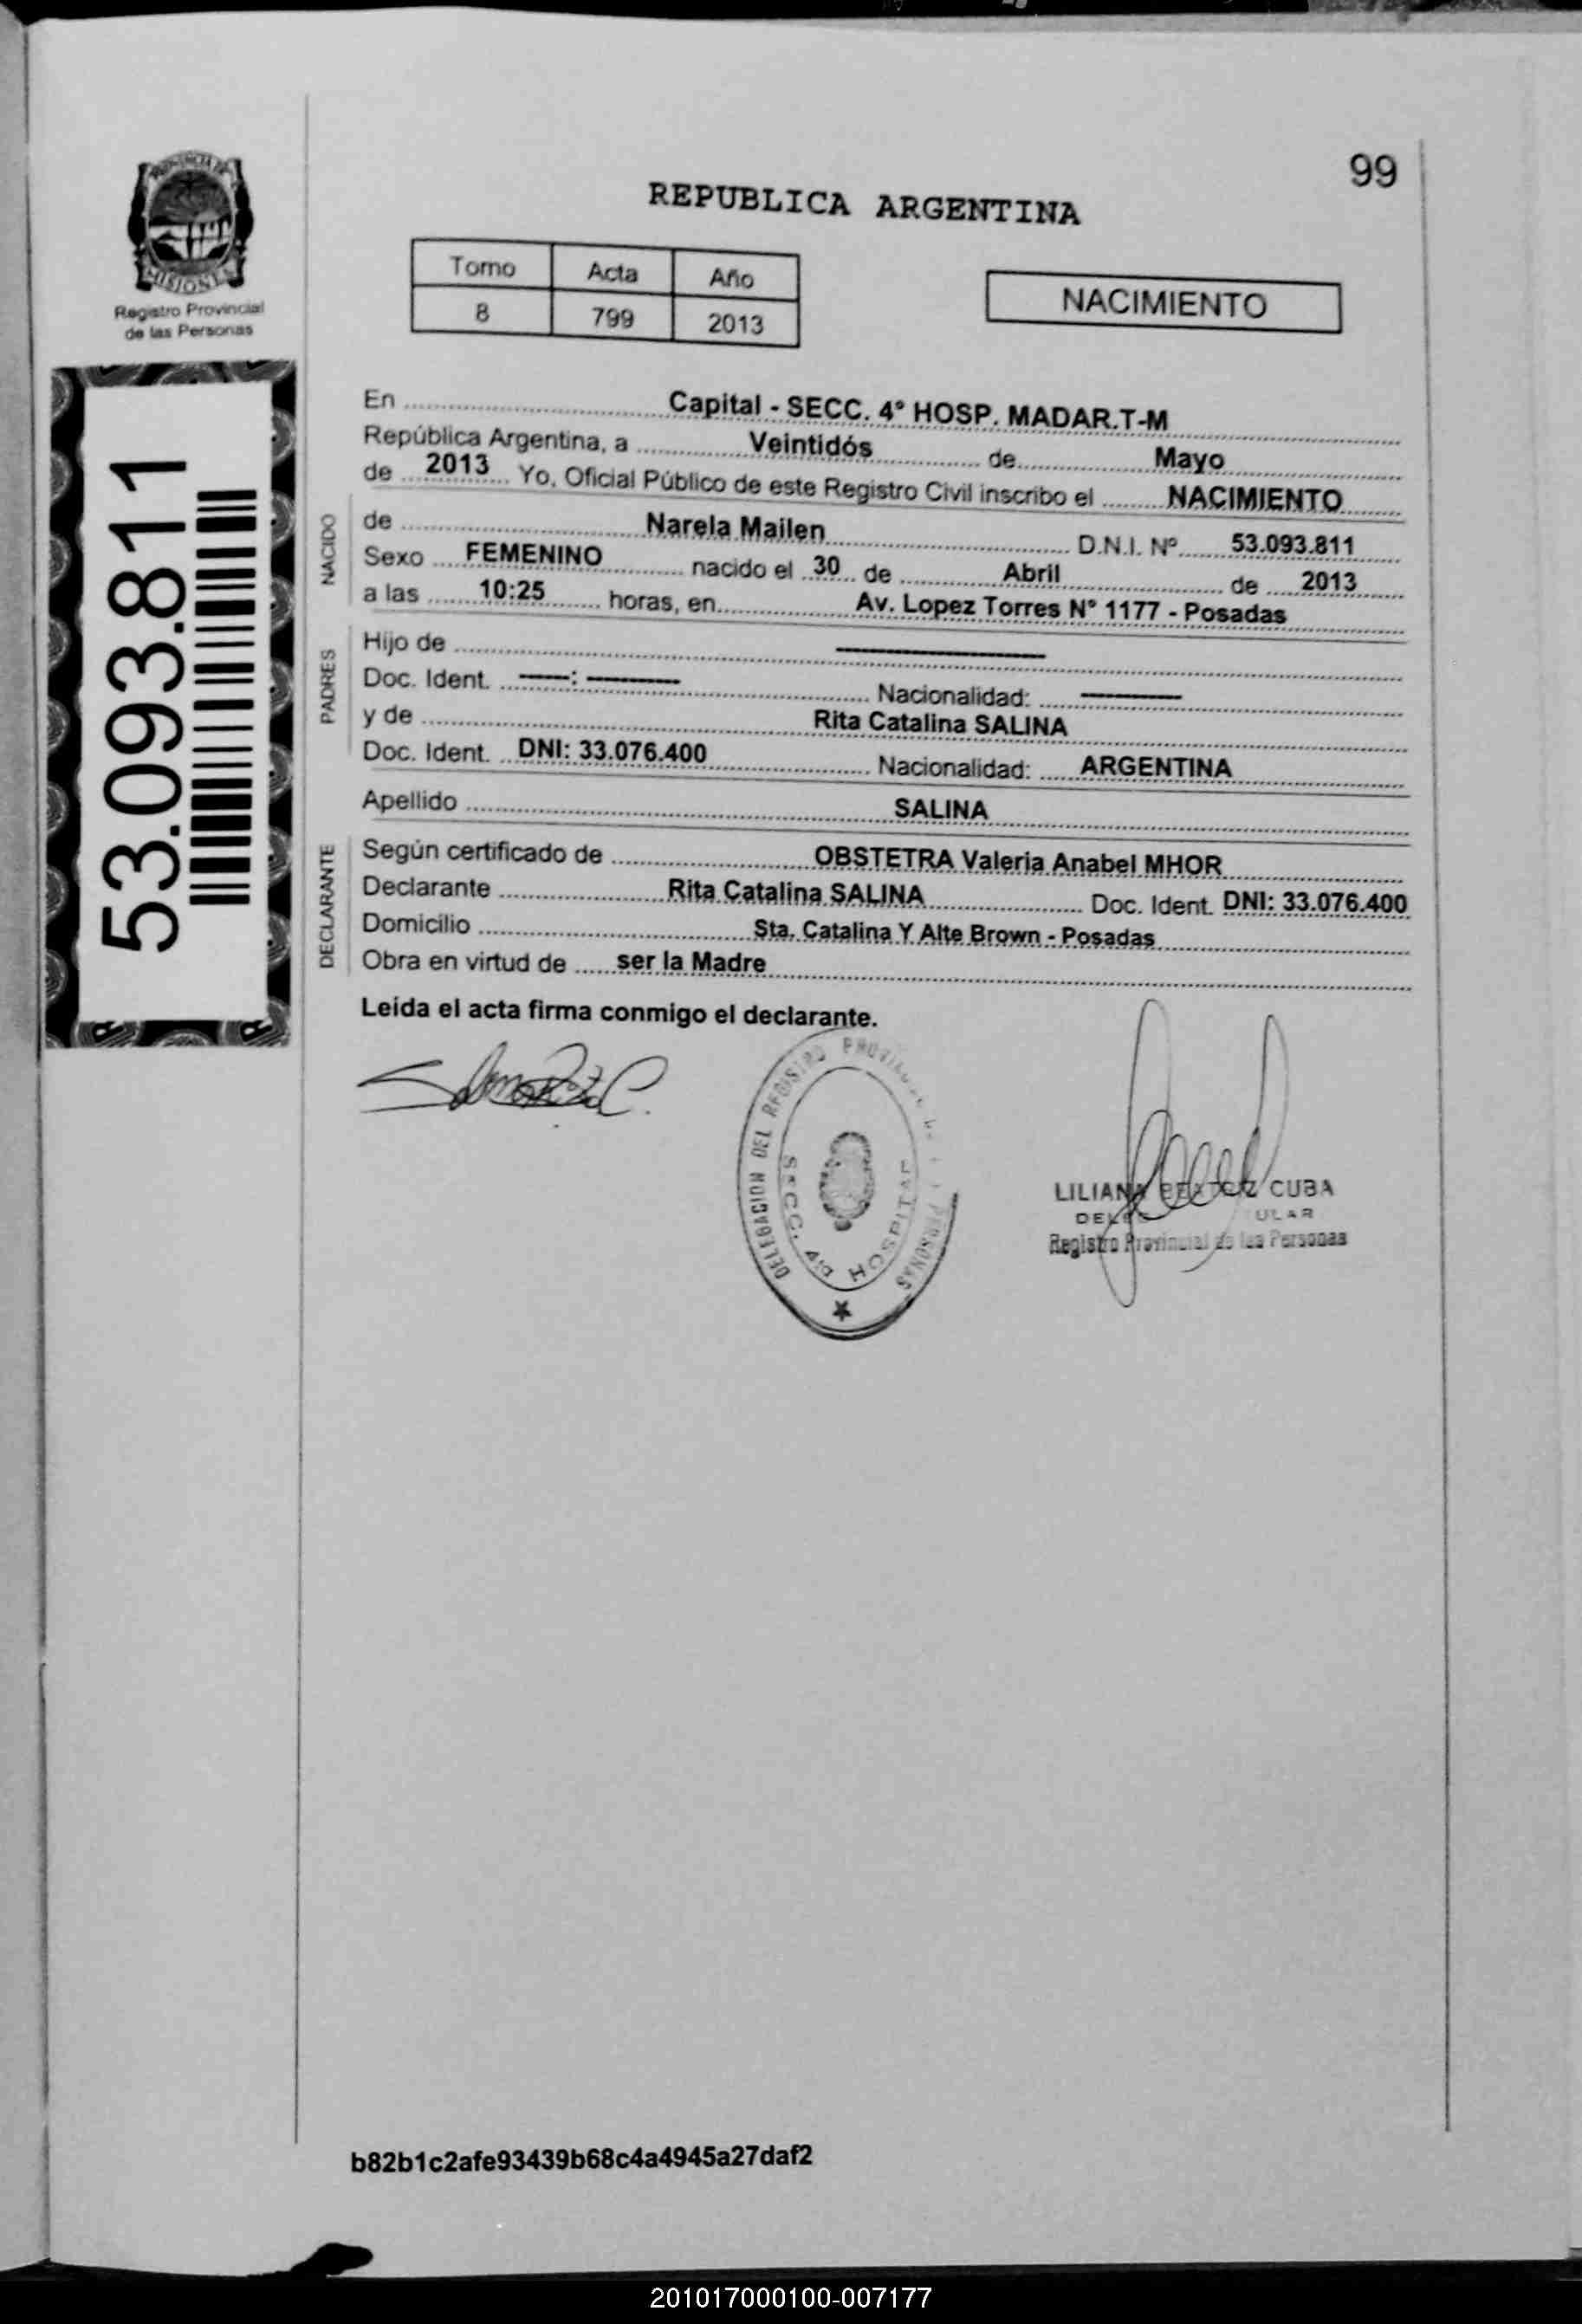 99
REPUBLICA ARGENTINA
PROVINCIA DE
MISIONES
Registro Provincial
de las Personas
Tomo Acta Año
8 799 2013
NACIMIENTO
53.093.811
En Capital - SECC. 4° HOSP. MADAR.T-M
República Argentina, a Veintidós de Mayo
de 2013 Yo, Oficial Público de este Registro Civil inscribo el NACIMIENTO
NACIDO
de Narela Mailen D.N.I. Nº 53.093.811
Sexo FEMENINO nacido el 30 de Abril de 2013
a las 10:25 horas, en Av. Lopez Torres N° 1177 - Posadas
PADRES
Hijo de
Doc. Ident. : Nacionalidad:
y de Rita Catalina SALINA
Doc. Ident. DNI: 33.076.400 Nacionalidad: ARGENTINA
Apellido SALINA
DECLARANTE
Según certificado de OBSTETRA Valeria Anabel MHOR
Declarante Rita Catalina SALINA Doc. Ident. DNI: 33.076.400
Domicilio Sta. Catalina Y Alte Brown - Posadas
Obra en virtud de ser la Madre
Leida el acta firma conmigo el declarante.
DELEGACION DEL REGISTRO PERSONAS
SECC. 4ta HOSPITAL
LILIANA BEATRIZ CUBA
Registro Provincial de las Personas
b82b1c2afe93439b68c4a4945a27daf2
201017000100-007177